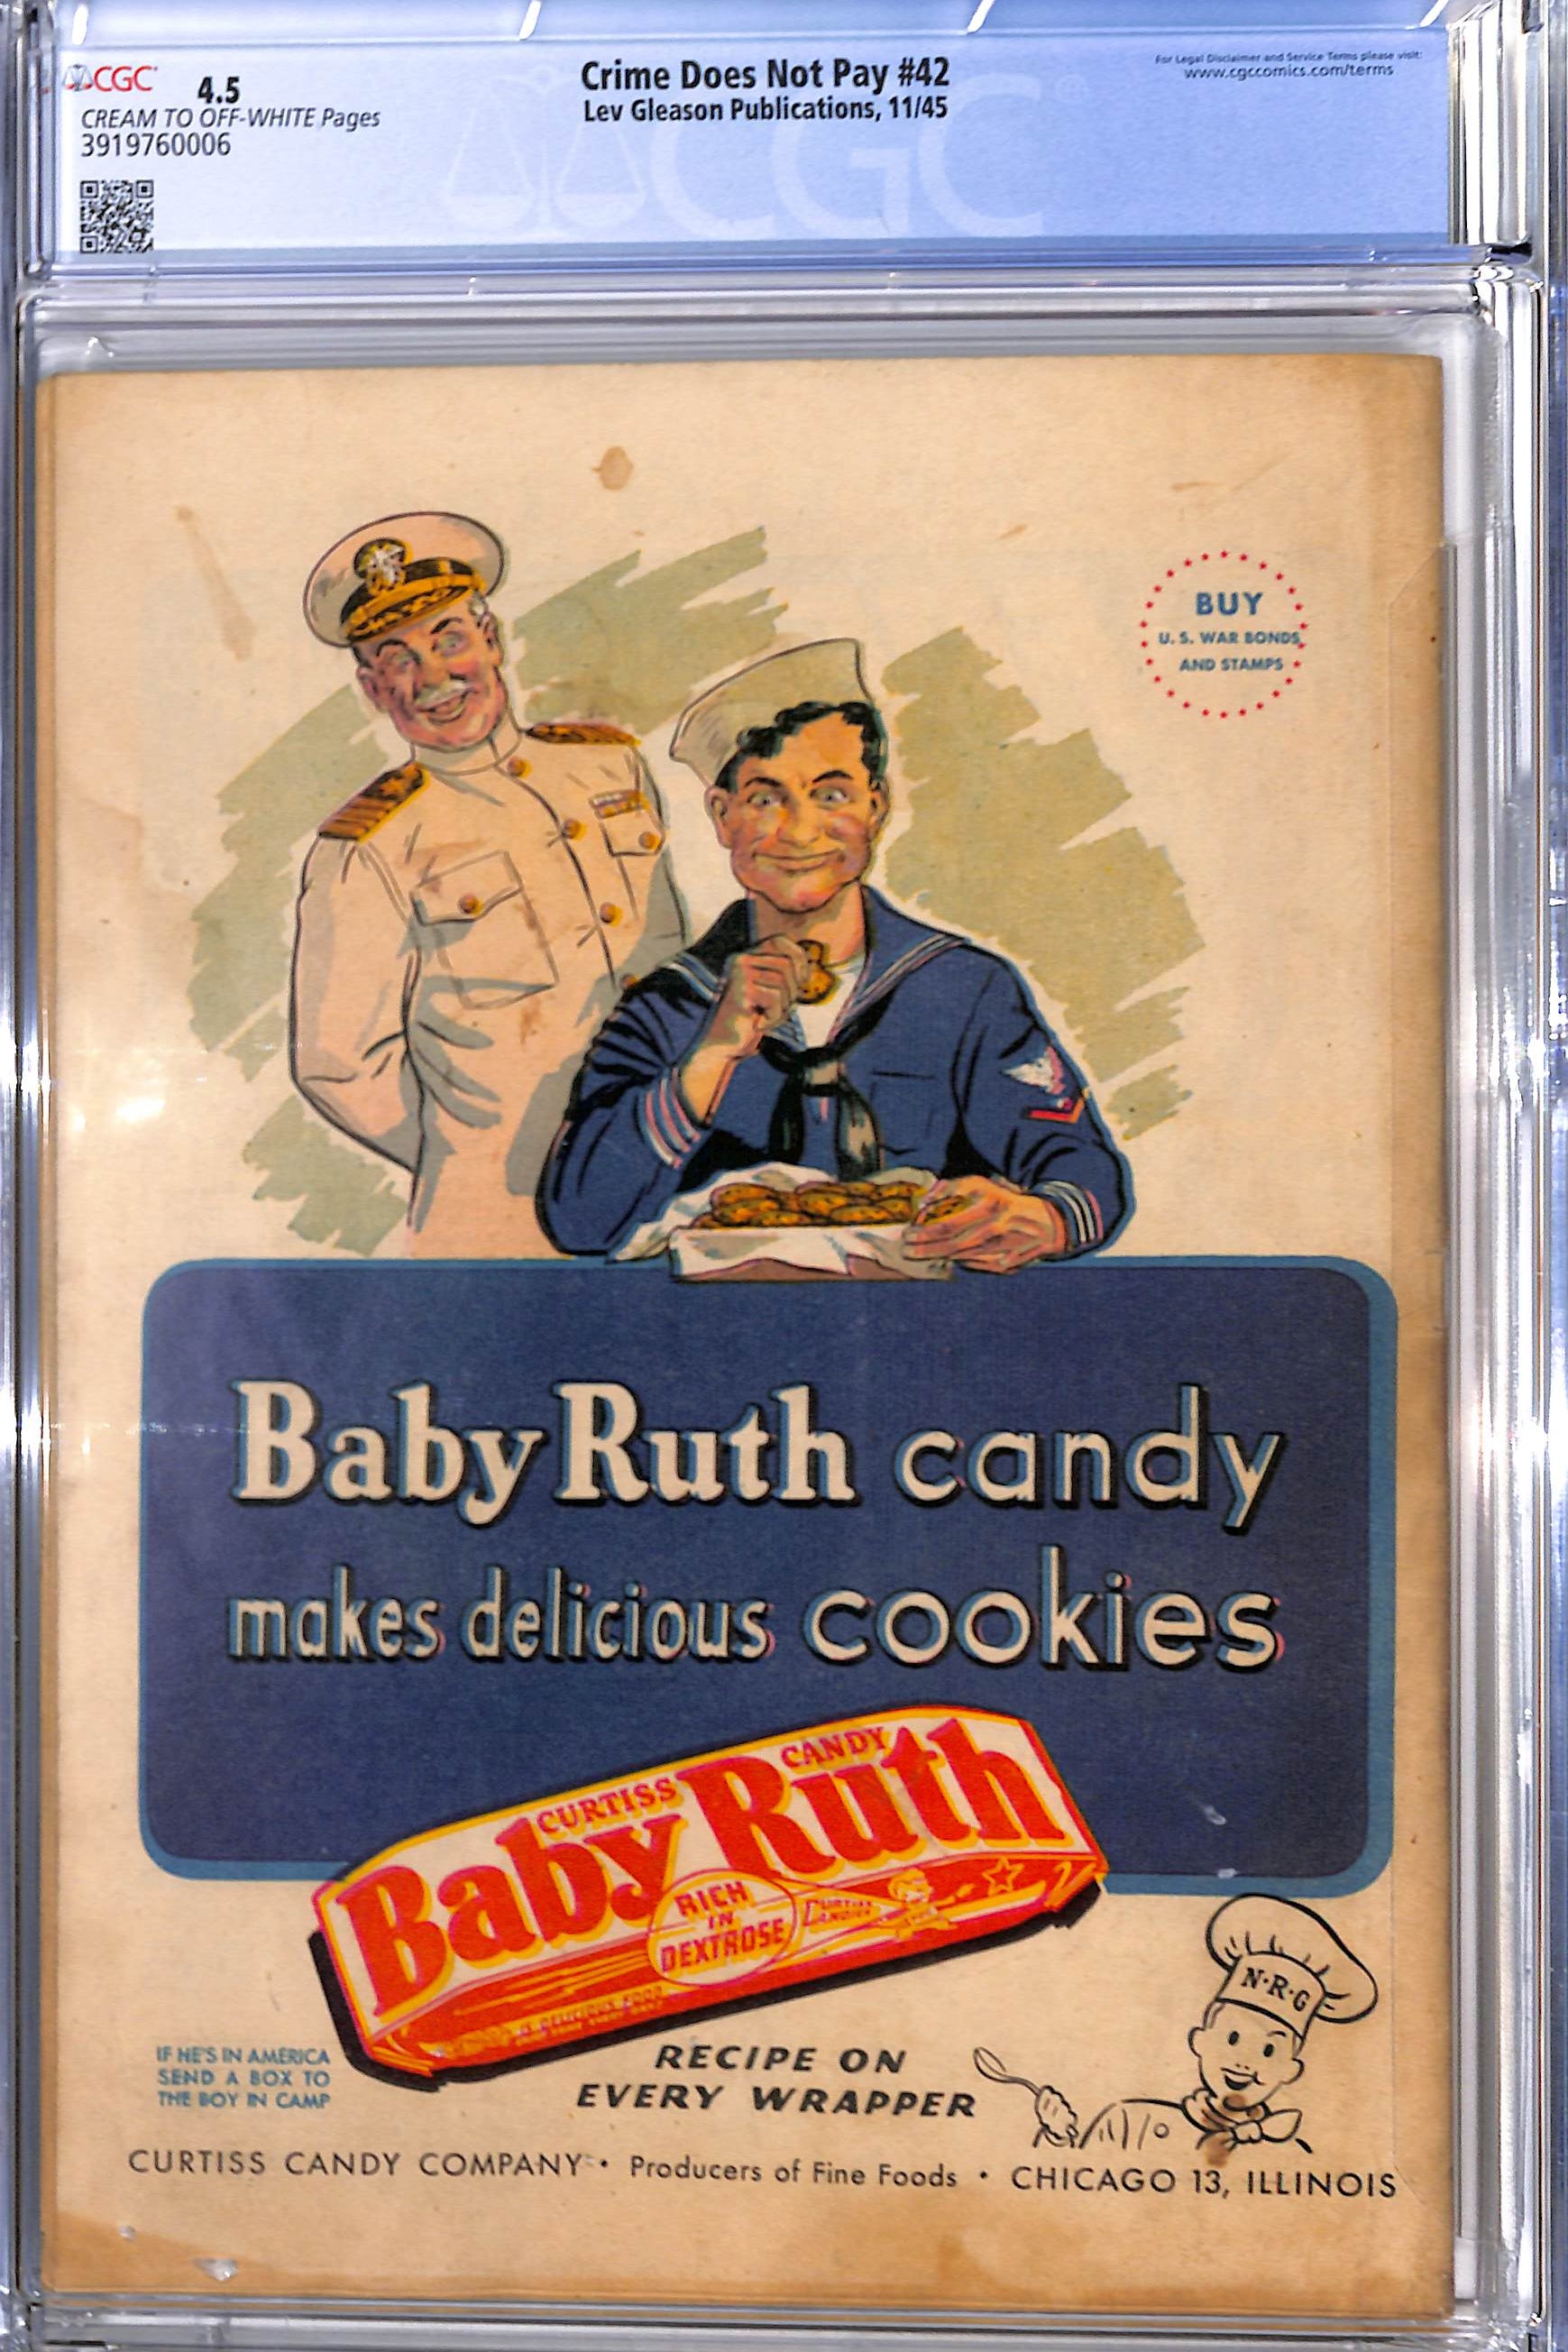 CGC 4.5
CREAM TO OFF-WHITE Pages
3919760006
Crime Does Not Pay #42
Lev Gleason Publications, 11/45
For Legal Disclaimer and Service Terms please visit:
www.cgccomics.com/terms
CGC
BUY
U. S. WAR BONDS
AND STAMPS
Baby Ruth candy
makes delicious cookies
CURTISS CANDY
Baby Ruth
RICH
IN
DEXTROSE
CURTISS
CANDIES
N·R·G
IF HE'S IN AMERICA
SEND A BOX TO
THE BOY IN CAMP
RECIPE ON
EVERY WRAPPER
CURTISS CANDY COMPANY • Producers of Fine Foods • CHICAGO 13, ILLINOIS